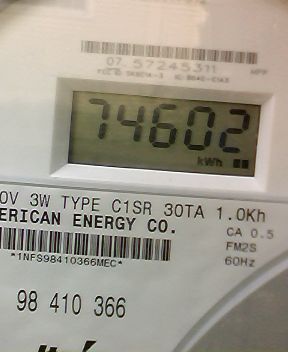 07 57245311
74602
kWh
0V 3W TYPE C1SR 30TA 1.0Kh
ERICAN ENERGY CO.
CA 0.5
FM2S
*1NFS98410366MEC*
60Hz
98 410 366